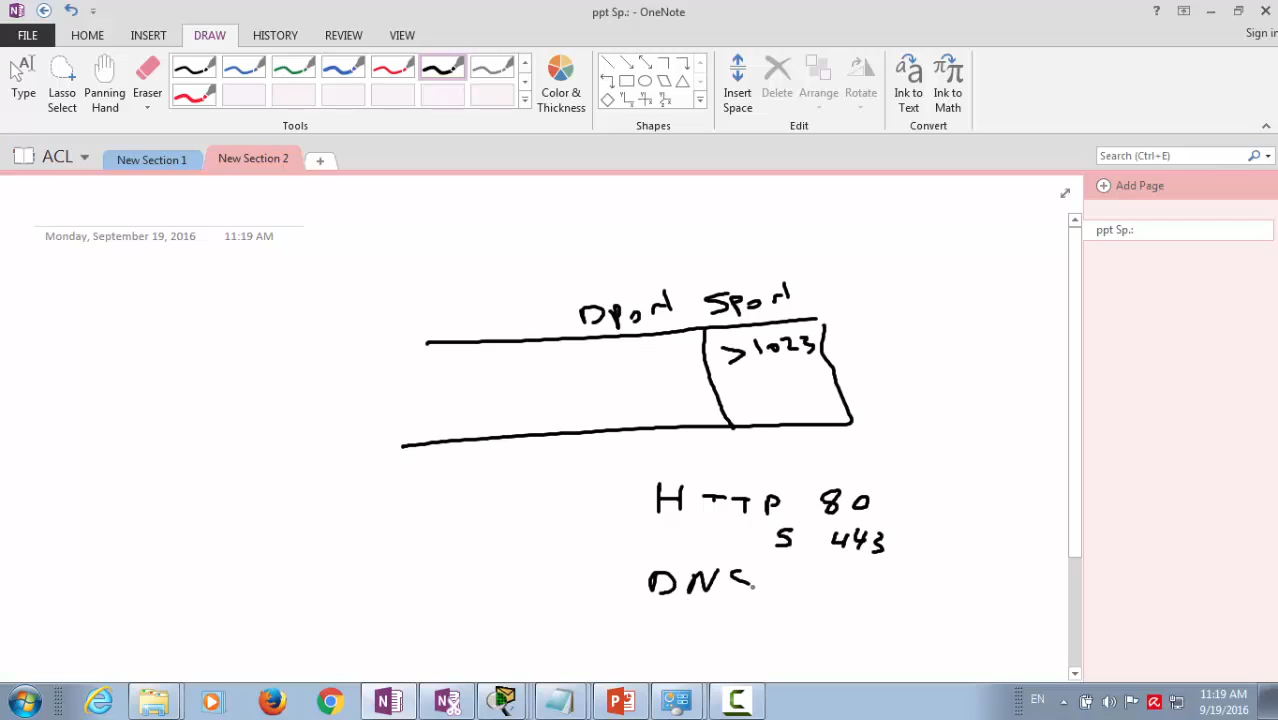 ppt Sp.: - OneNote
?
Sign in
FILE HOME INSERT DRAW HISTORY REVIEW VIEW
Type
Lasso Select
Panning Hand
Eraser
Color & Thickness
Insert Space
Delete
Arrange
Rotate
Ink to Text
Ink to Math
Tools
Shapes
Edit
Convert
ACL
New Section 1
New Section 2
Search (Ctrl+E)
Add Page
ppt Sp.:
Monday, September 19, 2016 11:19 AM
Dport Sport
>1023
HTTP 80
S 443
DNS
EN
11:19 AM
9/19/2016